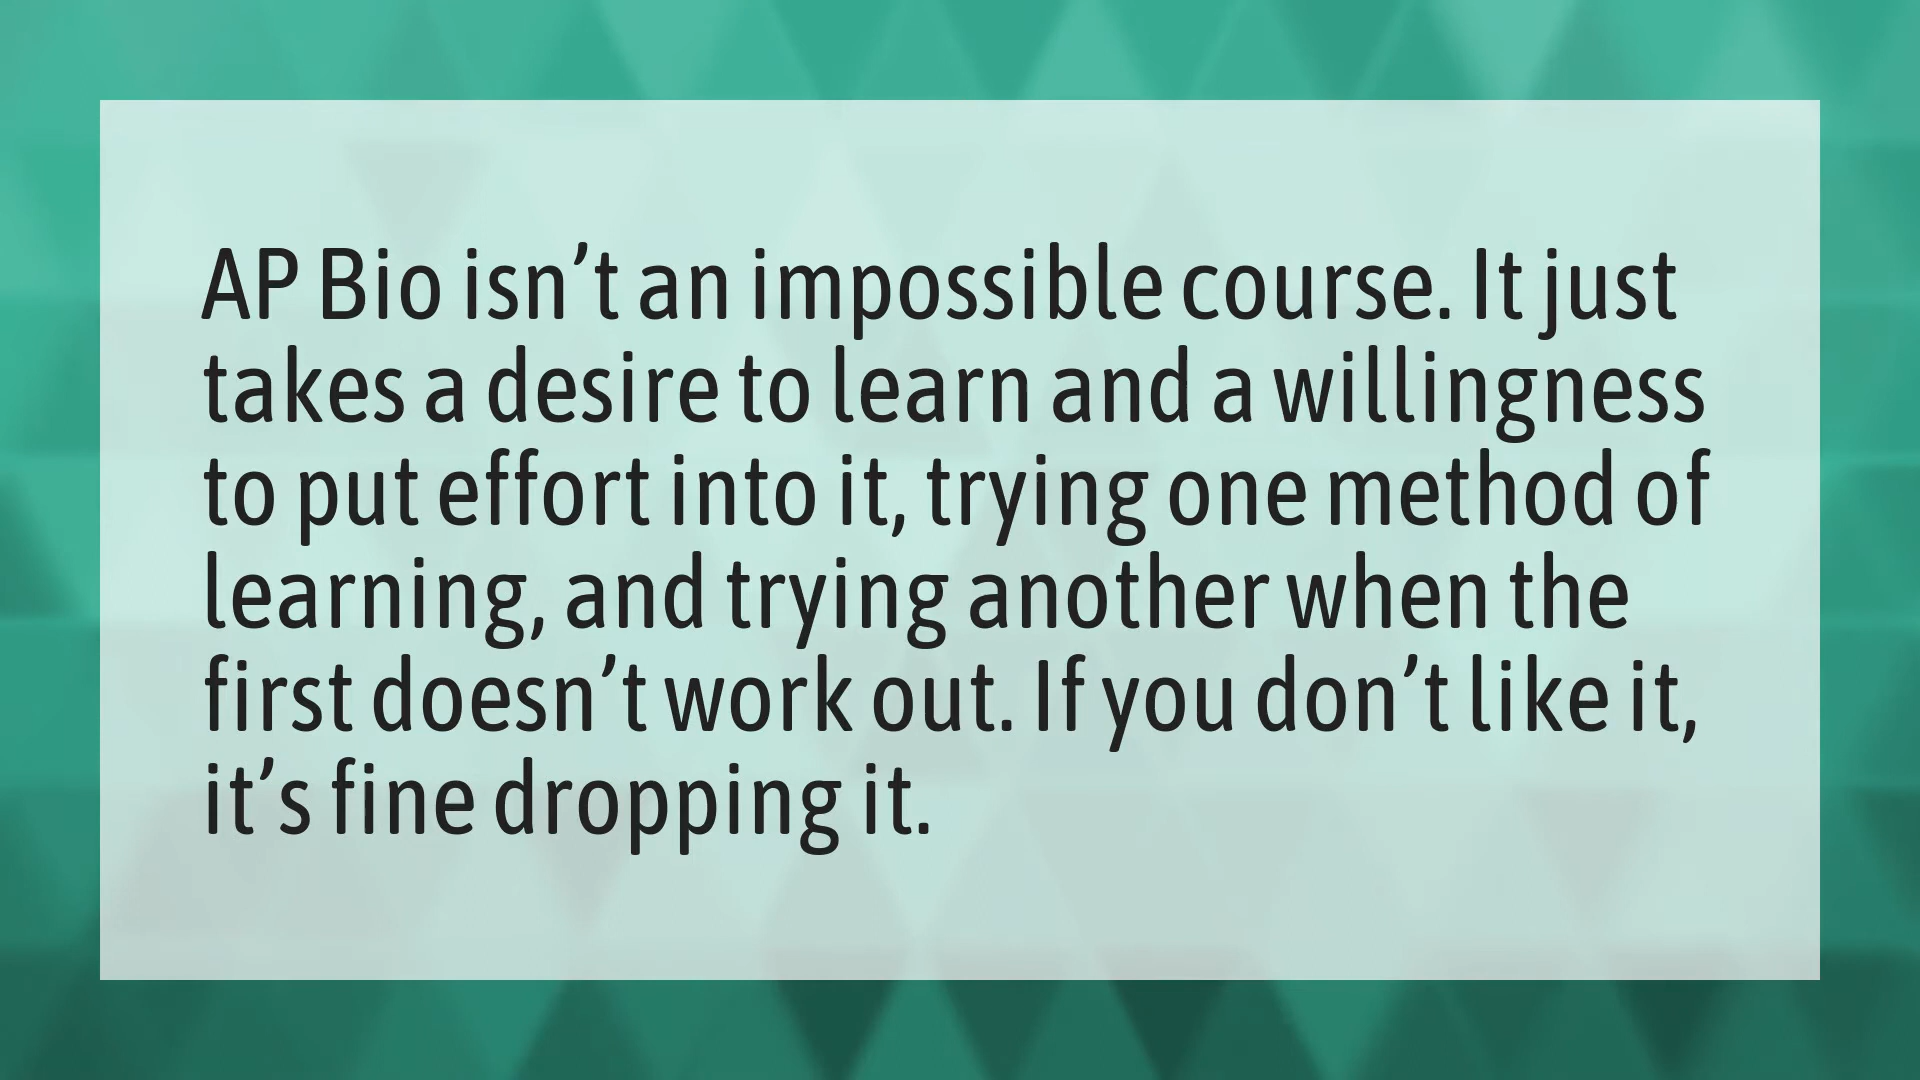 AP Bio isn’t an impossible course. It just
takes a desire to learn and a willingness
to put effort into it, trying one method of
learning, and trying another when the
first doesn’t work out. If you don’t like it,
it’s fine dropping it.